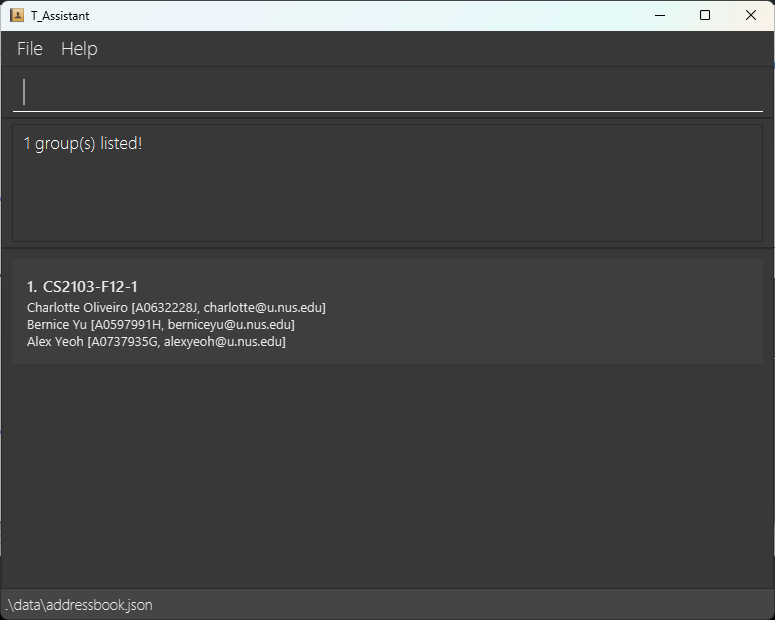 T_Assistant
File Help
1 group(s) listed!
1. CS2103-F12-1
Charlotte Oliveiro [A0632228J, charlotte@u.nus.edu]
Bernice Yu [A0597991H, berniceyu@u.nus.edu]
Alex Yeoh [A0737935G, alexyeoh@u.nus.edu]
.\data\addressbook.json